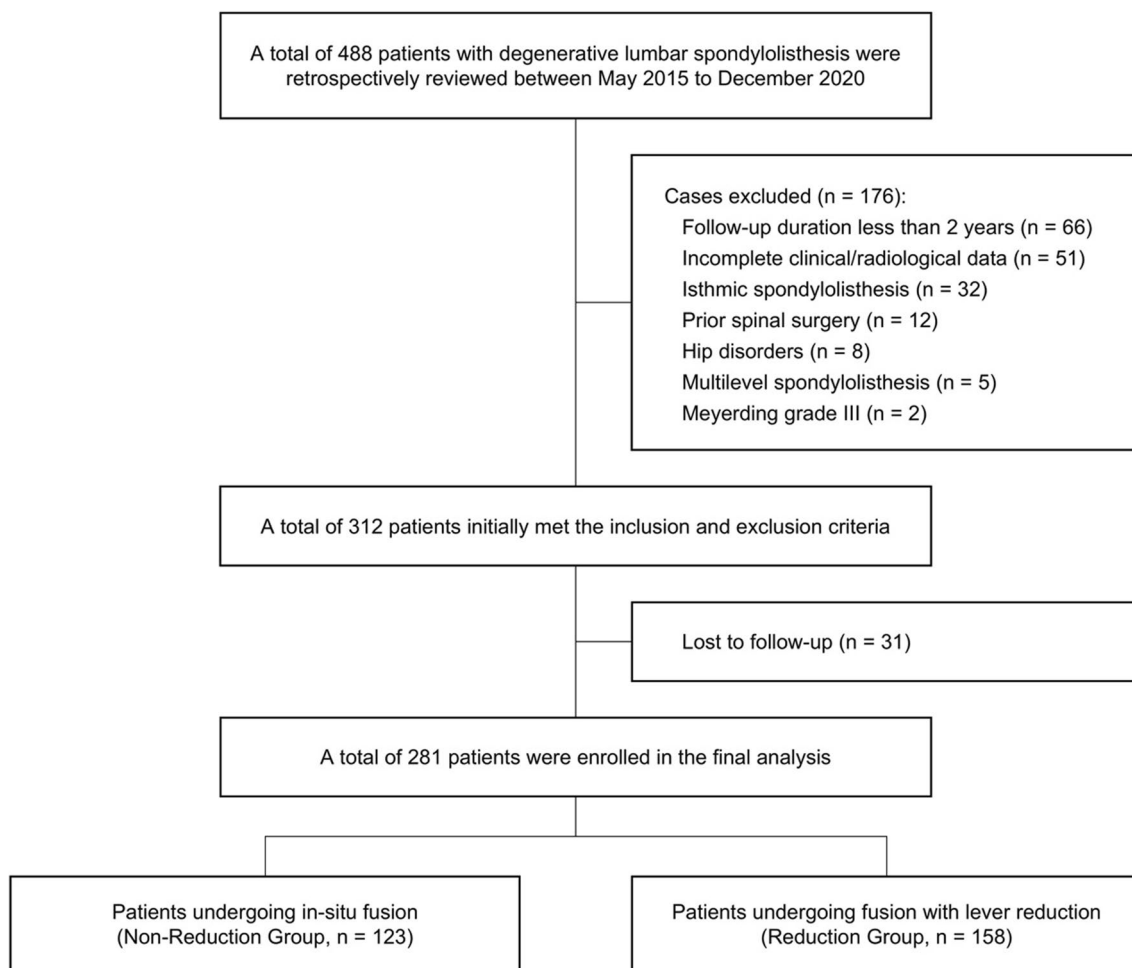 A total of 488 patients with degenerative lumbar spondylolisthesis were
retrospectively reviewed between May 2015 to December 2020
Cases excluded (n = 176):
Follow-up duration less than 2 years (n = 66)
Incomplete clinical/radiological data (n = 51)
Isthmic spondylolisthesis (n = 32)
Prior spinal surgery (n = 12)
Hip disorders (n = 8)
Multilevel spondylolisthesis (n = 5)
Meyerding grade III (n = 2)
A total of 312 patients initially met the inclusion and exclusion criteria
Lost to follow-up (n = 31)
A total of 281 patients were enrolled in the final analysis
Patients undergoing in-situ fusion
(Non-Reduction Group, n = 123)
Patients undergoing fusion with lever reduction
(Reduction Group, n = 158)